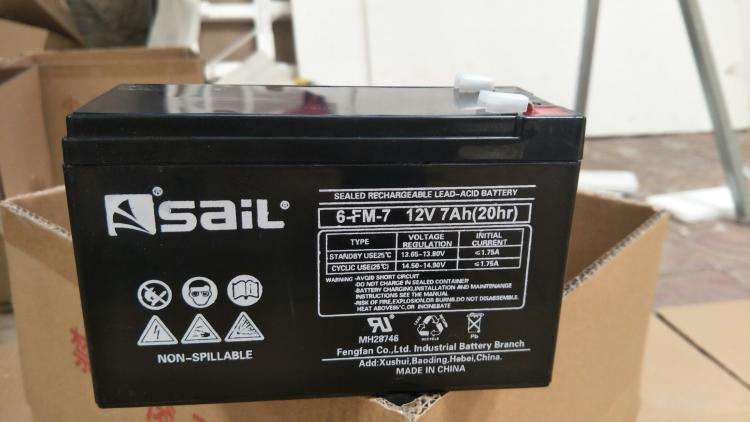 SAIL®
SEALED RECHARGEABLE LEAD-ACID BATTERY
6-FM-7 12V 7Ah(20hr)
TYPE VOLTAGE REGULATION INITIAL CURRENT
STANDBY USE(25℃) 13.65-13.80V ≤1.75A
CYCLIC USE(25℃) 14.50-14.90V ≤1.75A
WARNING:-AVOID SHORT CIRCUIT
-DO NOT CHARGE IN SEALED CONTAINER
-BATTERY CHARGING,INSTALLATION AND MAINTENANCE
INSTRUCTIONS SEE THE MANUAL
-RISK OF FIRE,EXPLOSION,OR BURNS.DO NOT DISASSEMBLE,
HEAT ABOVE 65℃, OR INCINERATE
MH28746
RECYCLE
Pb
NON-SPILLABLE
Fengfan Co.,Ltd. Industrial Battery Branch
Add:Xushui,Baoding,Hebei,China.
MADE IN CHINA